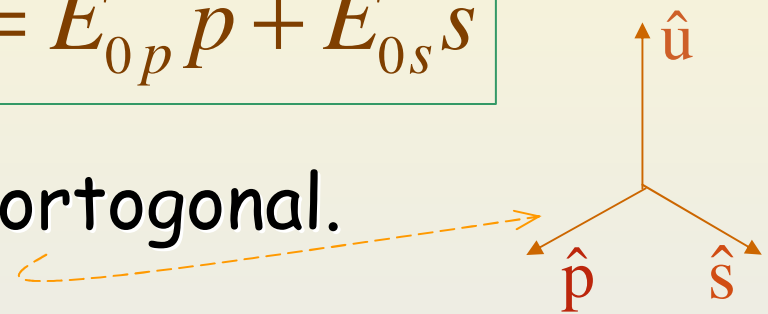 = E₀ₚ p + E₀ₛ s
û
ortogonal.
p̂ ŝ